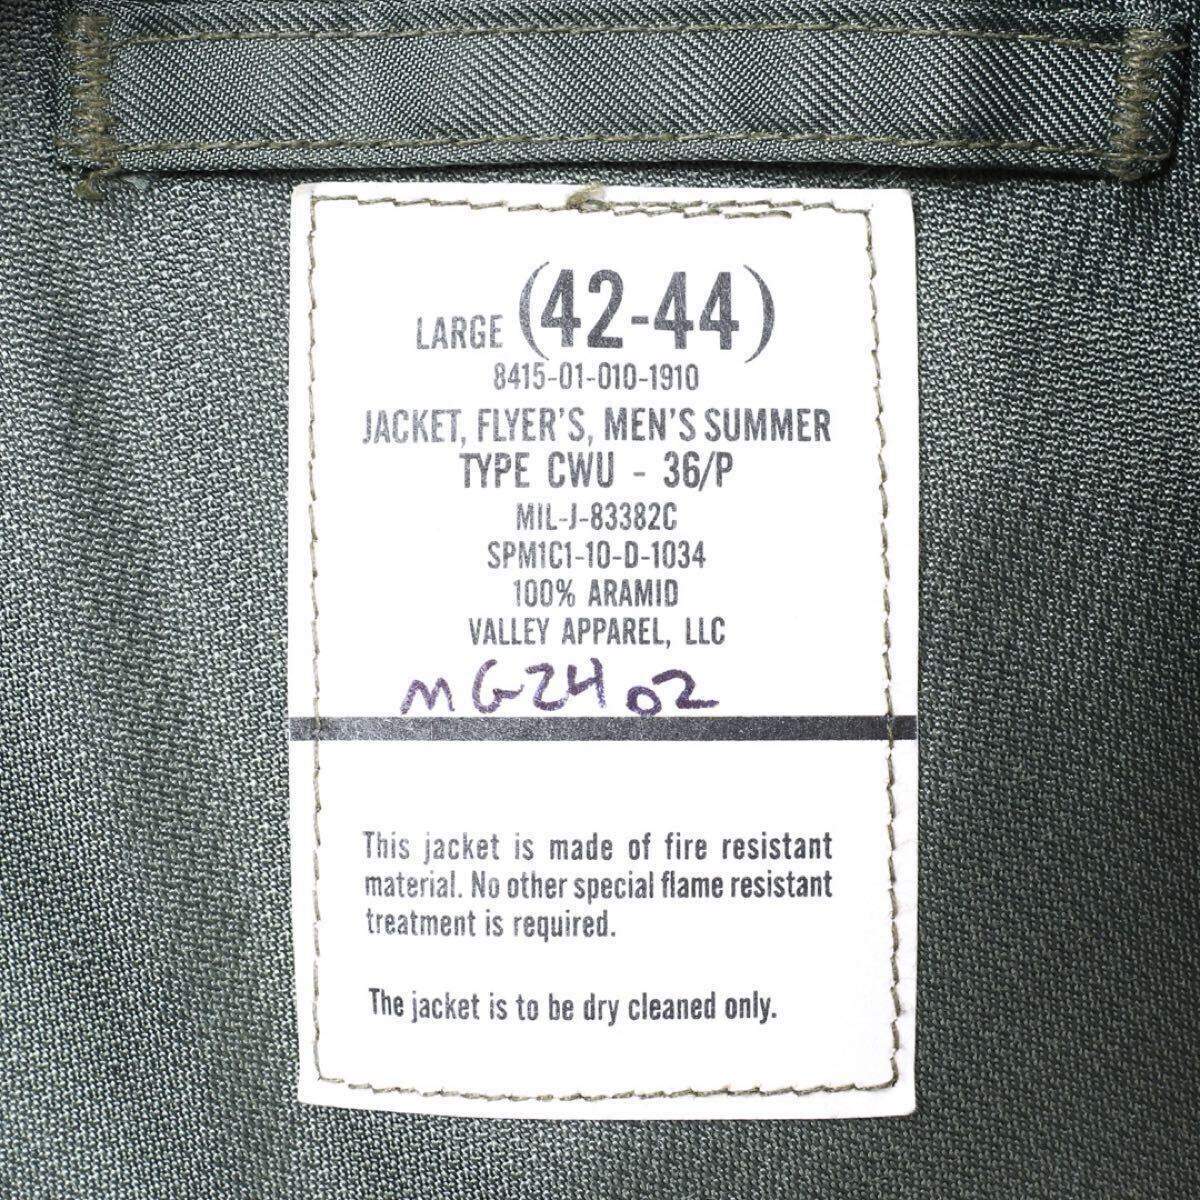 LARGE (42-44)
8415-01-010-1910
JACKET, FLYER'S, MEN'S SUMMER
TYPE CWU - 36/P
MIL-J-83382C
SPM1C1-10-D-1034
100% ARAMID
VALLEY APPAREL, LLC
MG2402
This jacket is made of fire resistant
material. No other special flame resistant
treatment is required.
The jacket is to be dry cleaned only.